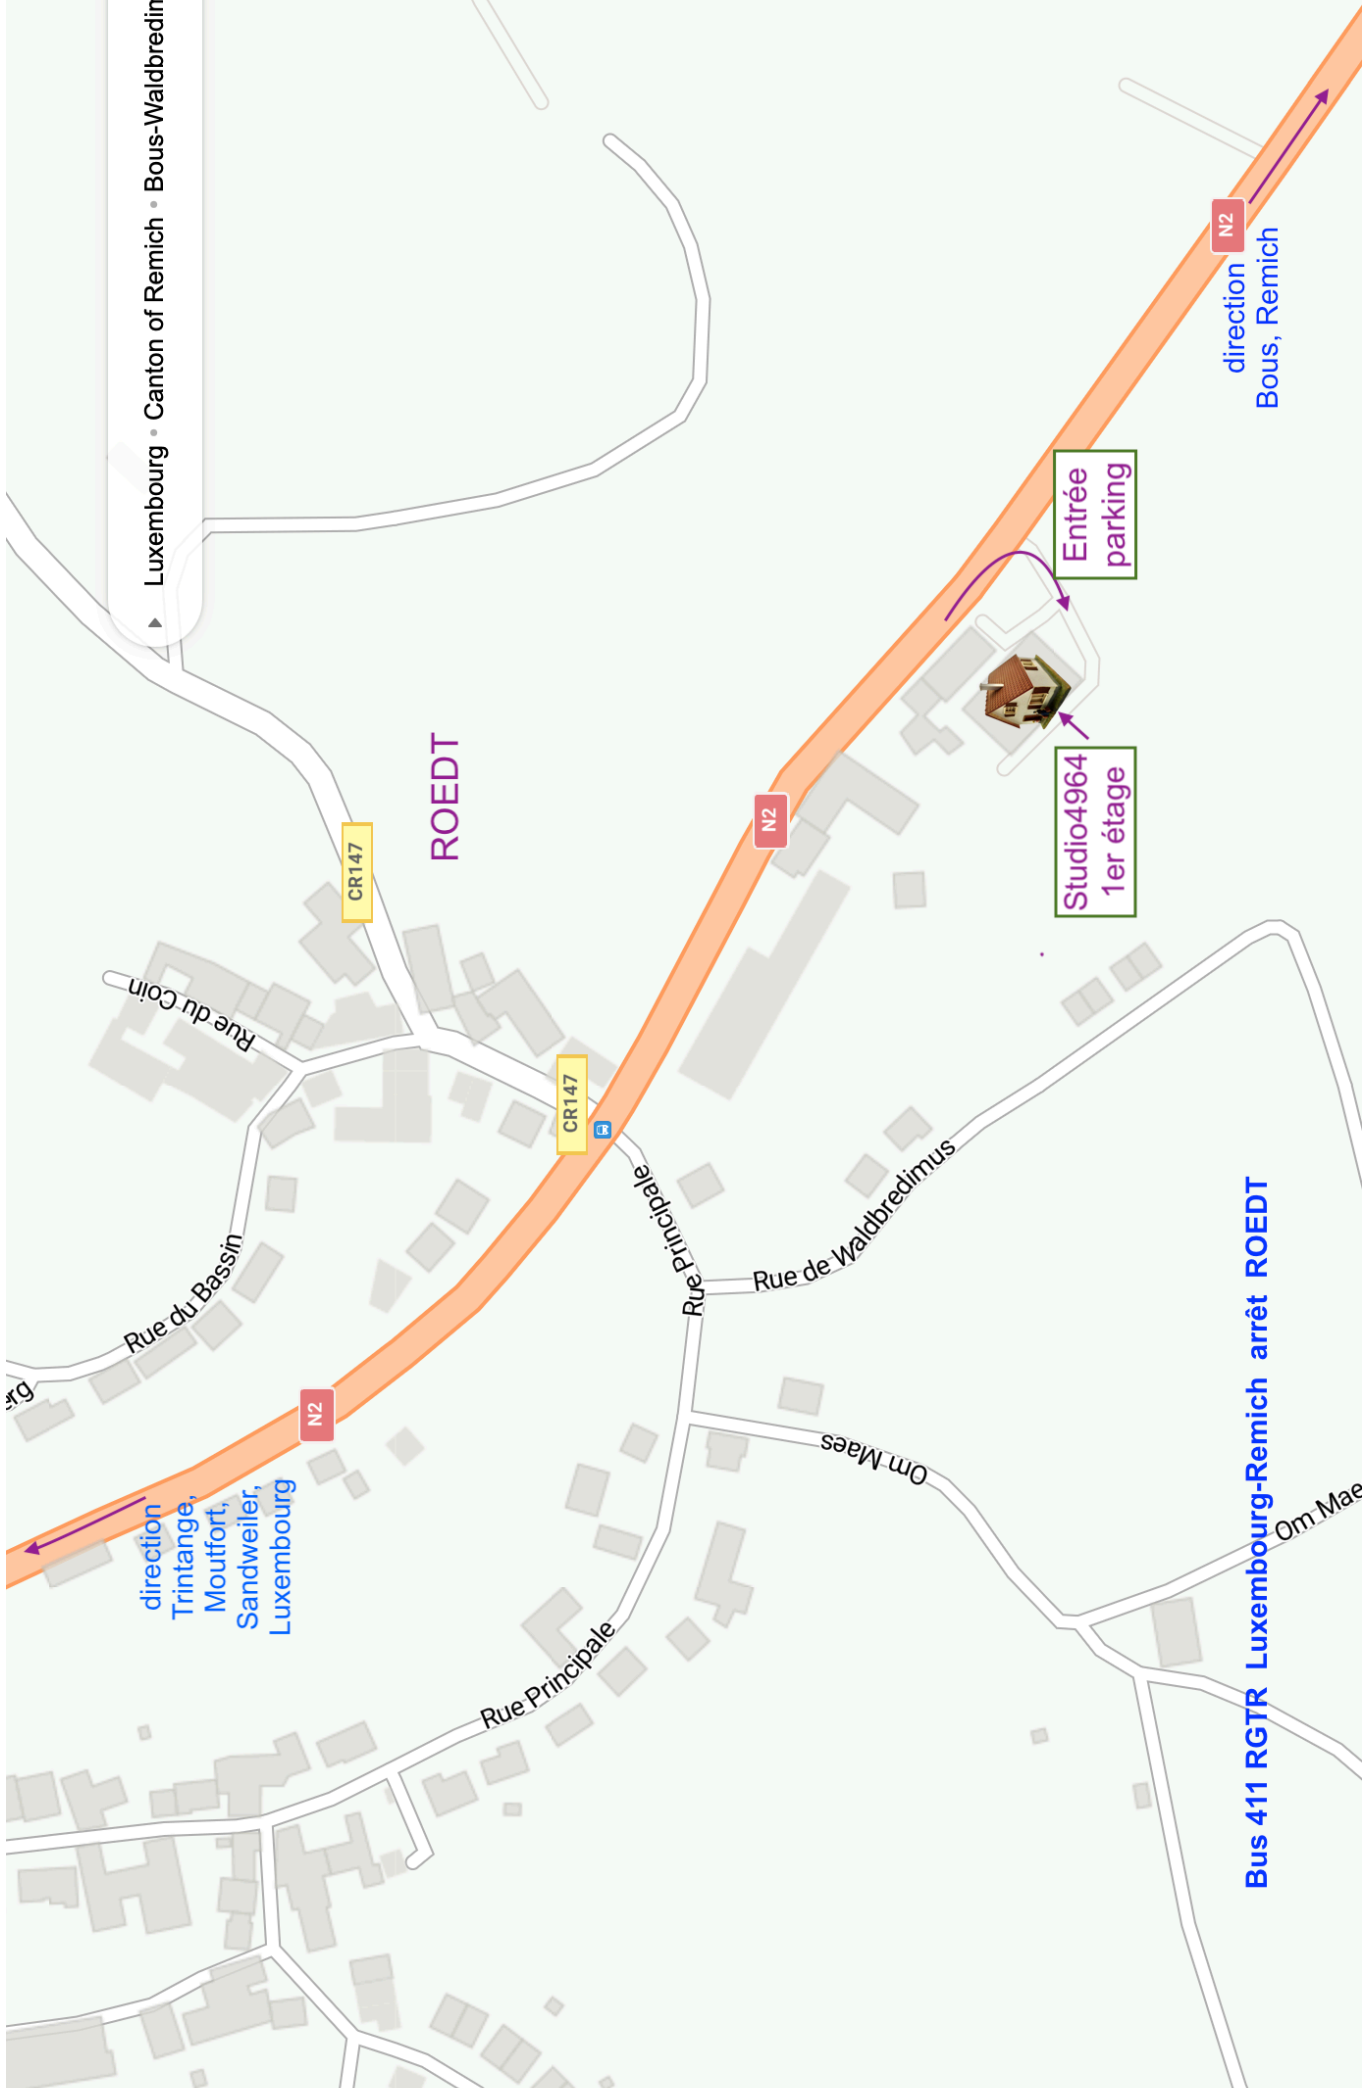 Luxembourg • Canton of Remich • Bous-Waldbredin
ROEDT
CR147
CR147
N2
N2
N2
Rue du Coin
Rue du Bassin
erg
direction
Trintange,
Moutfort,
Sandweiler,
Luxembourg
Rue Principale
Rue Principale
Rue de Waldbredimus
Om Maes
Om Mae
direction
Bous, Remich
Entrée
parking
Studio4964
1er étage
Bus 411 RGTR Luxembourg-Remich arrêt ROEDT